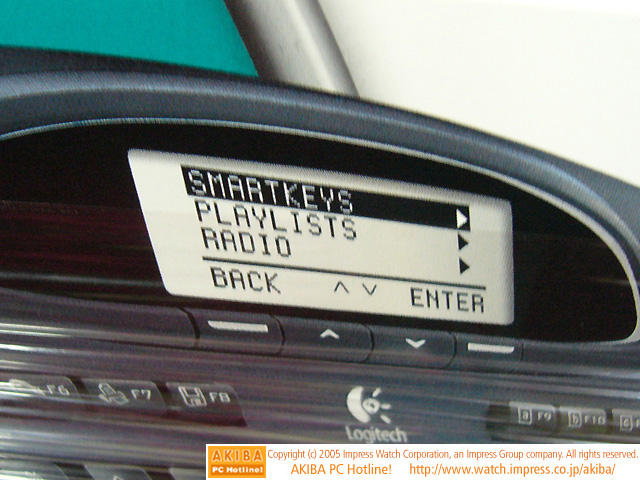 SMARTKEYS
PLAYLISTS
RADIO
BACK ENTER
F6 F7 F8 F9 F10
Logitech
AKIBA PC Hotline!
Copyright (c) 2005 Impress Watch Corporation, an Impress Group company. All rights reserved.
AKIBA PC Hotline! http://www.watch.impress.co.jp/akiba/